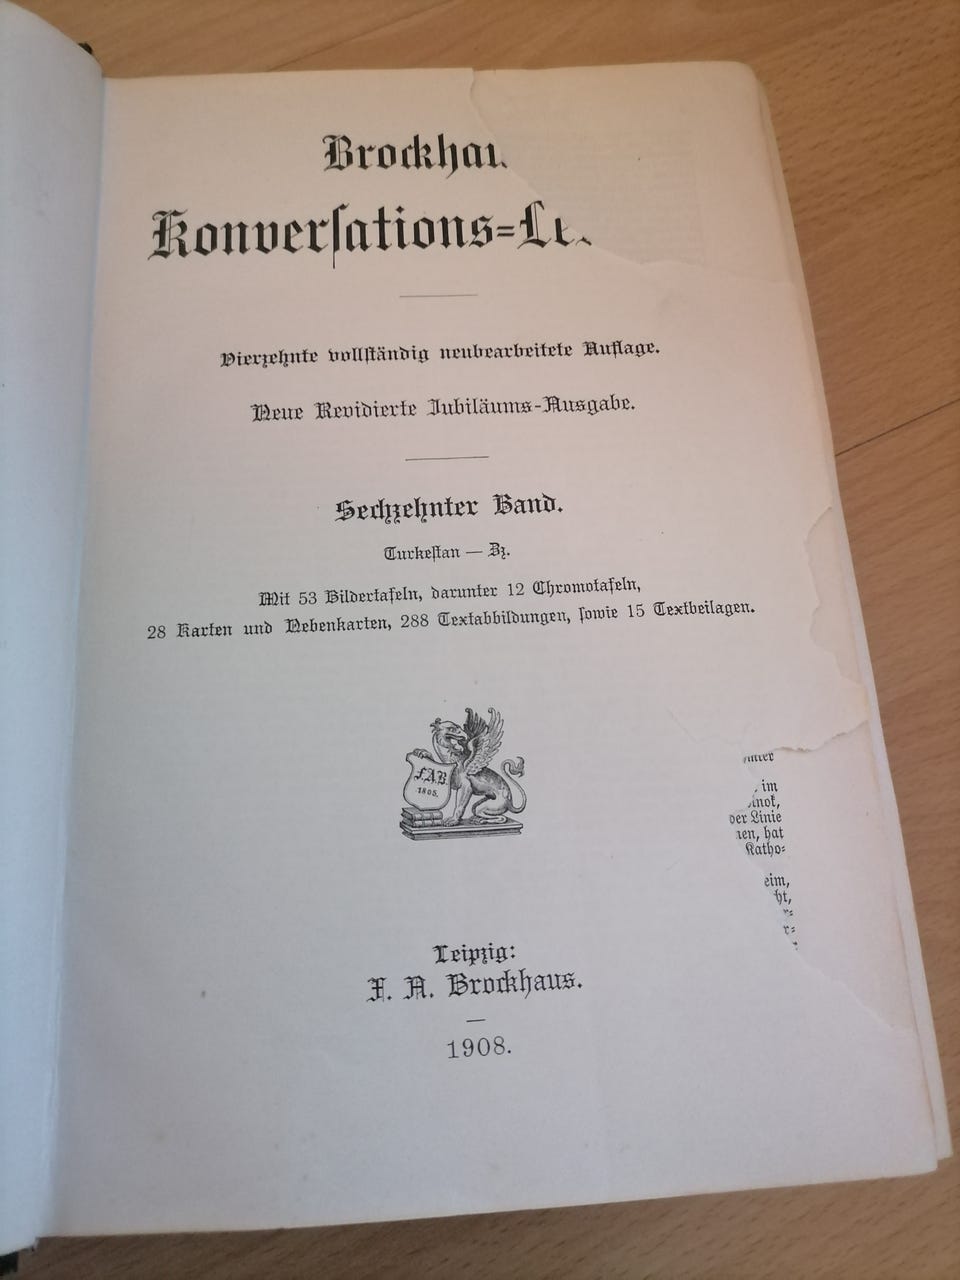 Brockhau
Konverſations=Le
Vierzehnte vollſtändig neubearbeitete Auflage.
Neue Revidierte Jubiläums-Ausgabe.
Sechzehnter Band.
Turkeſtan — Zz.
Mit 53 Bildertafeln, darunter 12 Chromotafeln,
28 Karten und Nebenkarten, 288 Textabbildungen, ſowie 15 Textbeilagen.
F.A.B.
1805.
im
der Linie
nen, hat
Katho=
eim,
ht,
Leipzig:
F. A. Brockhaus.
1908.